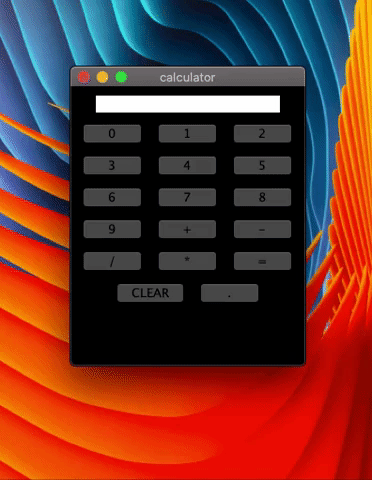 calculator
0 1 2
3 4 5
6 7 8
9 + -
/ * =
CLEAR .